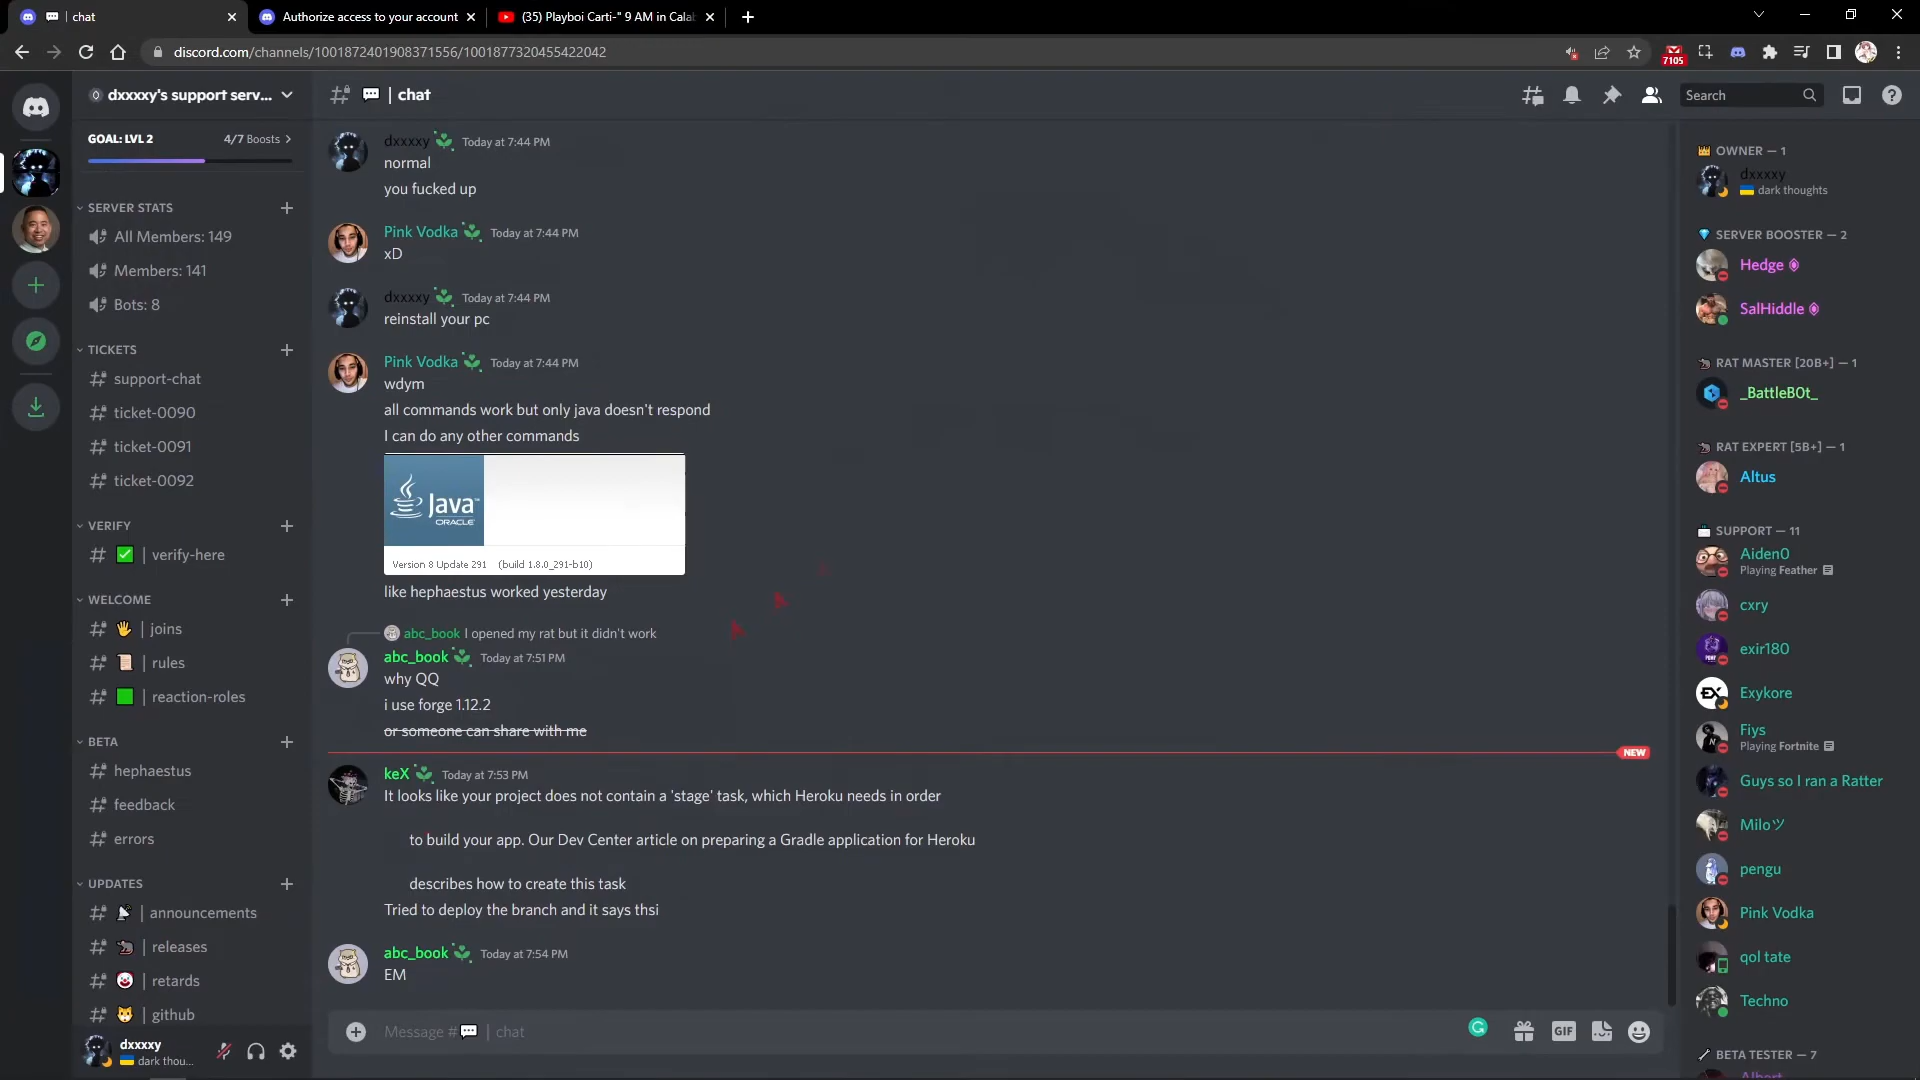 chat
Authorize access to your account
(35) Playboi Carti-" 9 AM in Calab
discord.com/channels/1001872401908371556/1001877320455422042
7105
dxxxxy's support serv...
GOAL: LVL 2
4/7 Boosts
SERVER STATS
All Members: 149
Members: 141
Bots: 8
TICKETS
support-chat
ticket-0090
ticket-0091
ticket-0092
VERIFY
| verify-here
WELCOME
| joins
| rules
| reaction-roles
BETA
hephaestus
feedback
errors
UPDATES
| announcements
| releases
| retards
| github
dxxxxy
dark thou...
| chat
Search
dxxxxy Today at 7:44 PM
normal
you fucked up
Pink Vodka Today at 7:44 PM
xD
dxxxxy Today at 7:44 PM
reinstall your pc
Pink Vodka Today at 7:44 PM
wdym
all commands work but only java doesn't respond
I can do any other commands
Java™
ORACLE
Version 8 Update 291 (build 1.8.0_291-b10)
like hephaestus worked yesterday
abc_book I opened my rat but it didn't work
abc_book Today at 7:51 PM
why QQ
i use forge 1.12.2
or someone can share with me
NEW
keX Today at 7:53 PM
It looks like your project does not contain a 'stage' task, which Heroku needs in order
to build your app. Our Dev Center article on preparing a Gradle application for Heroku
describes how to create this task
Tried to deploy the branch and it says thsi
abc_book Today at 7:54 PM
EM
Message # | chat
GIF
OWNER — 1
dxxxxy
dark thoughts
SERVER BOOSTER — 2
Hedge
SalHiddle
RAT MASTER [20B+] — 1
_BattleB0t_
RAT EXPERT [5B+] — 1
Altus
SUPPORT — 11
Aiden0
Playing Feather
cxry
exir180
Exykore
Fiys
Playing Fortnite
Guys so I ran a Ratter
Miloツ
pengu
Pink Vodka
qol tate
Techno
BETA TESTER — 7